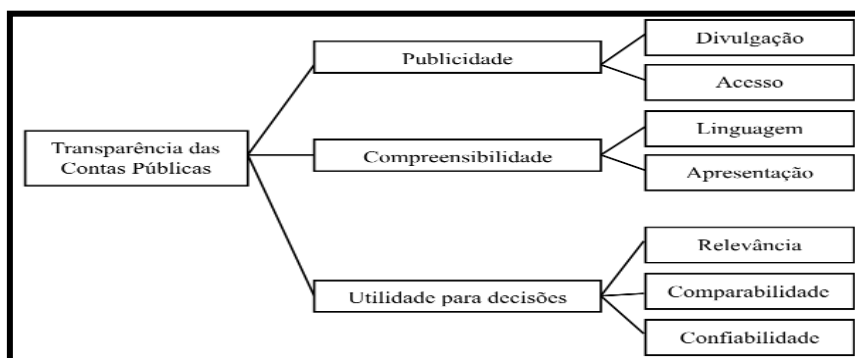 Transparência das
Contas Públicas
Publicidade
Divulgação
Acesso
Compreensibilidade
Linguagem
Apresentação
Utilidade para decisões
Relevância
Comparabilidade
Confiabilidade